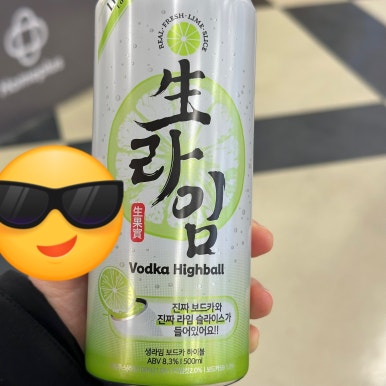 REAL·FRESH·LIME·SLICE
生라임
生果實
Vodka Highball
진짜 보드카와
진짜 라임 슬라이스가
들어있어요!!
생라임 보드카 하이볼
ABV 8.3% | 500ml